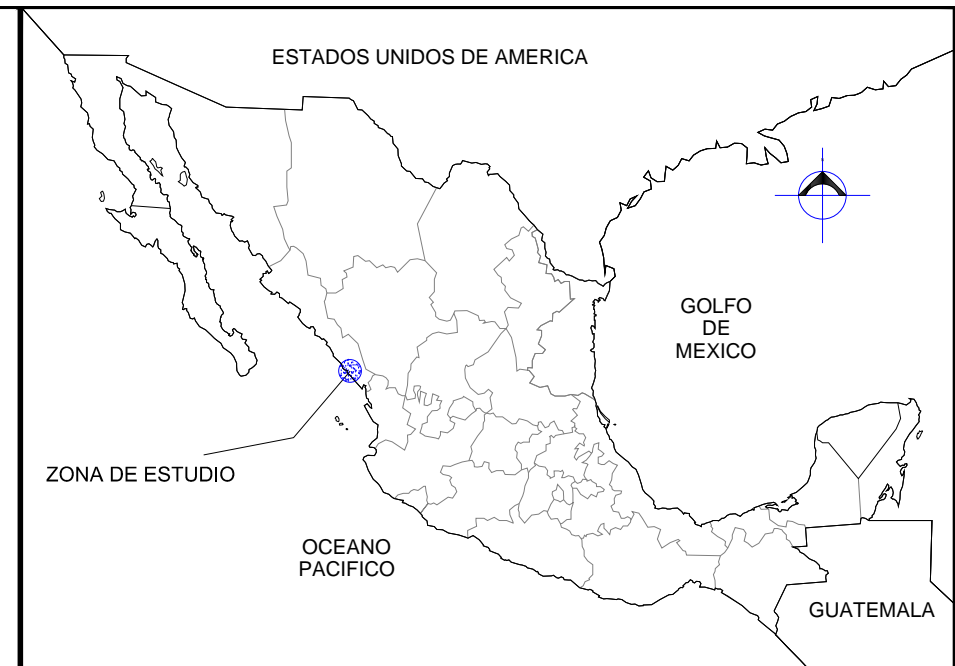 ESTADOS UNIDOS DE AMERICA
GOLFO
DE
MEXICO
ZONA DE ESTUDIO
OCEANO
PACIFICO
GUATEMALA